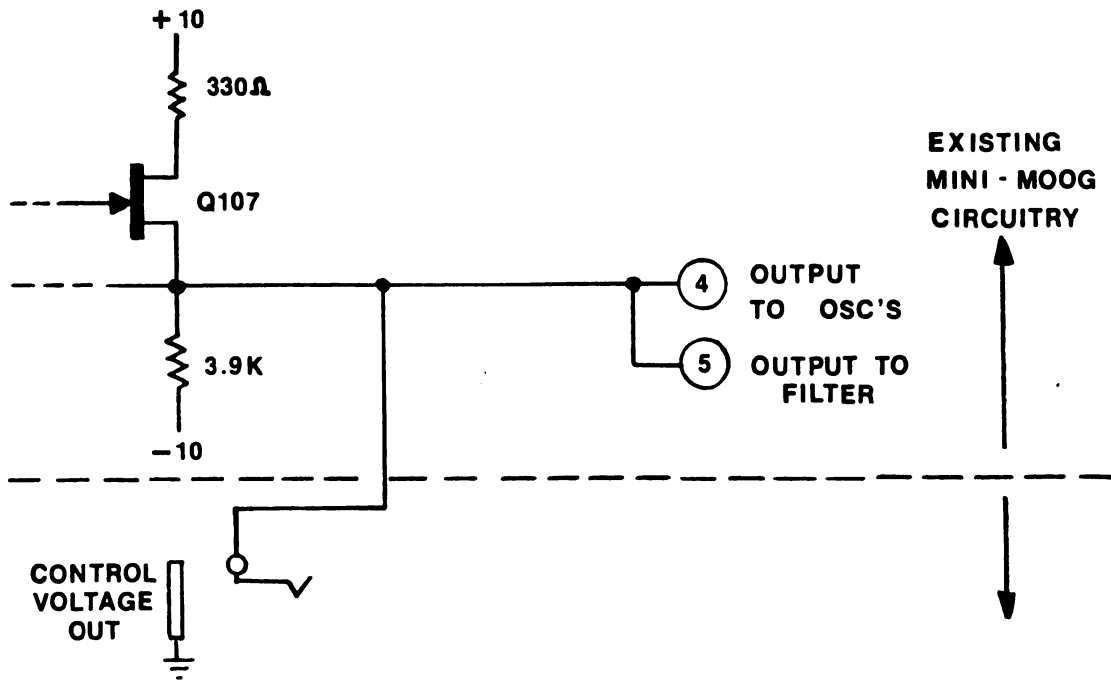 +10
330Ω
Q107
3.9K
−10
4
OUTPUT
TO OSC'S
5
OUTPUT TO
FILTER
EXISTING
MINI-MOOG
CIRCUITRY
CONTROL
VOLTAGE
OUT